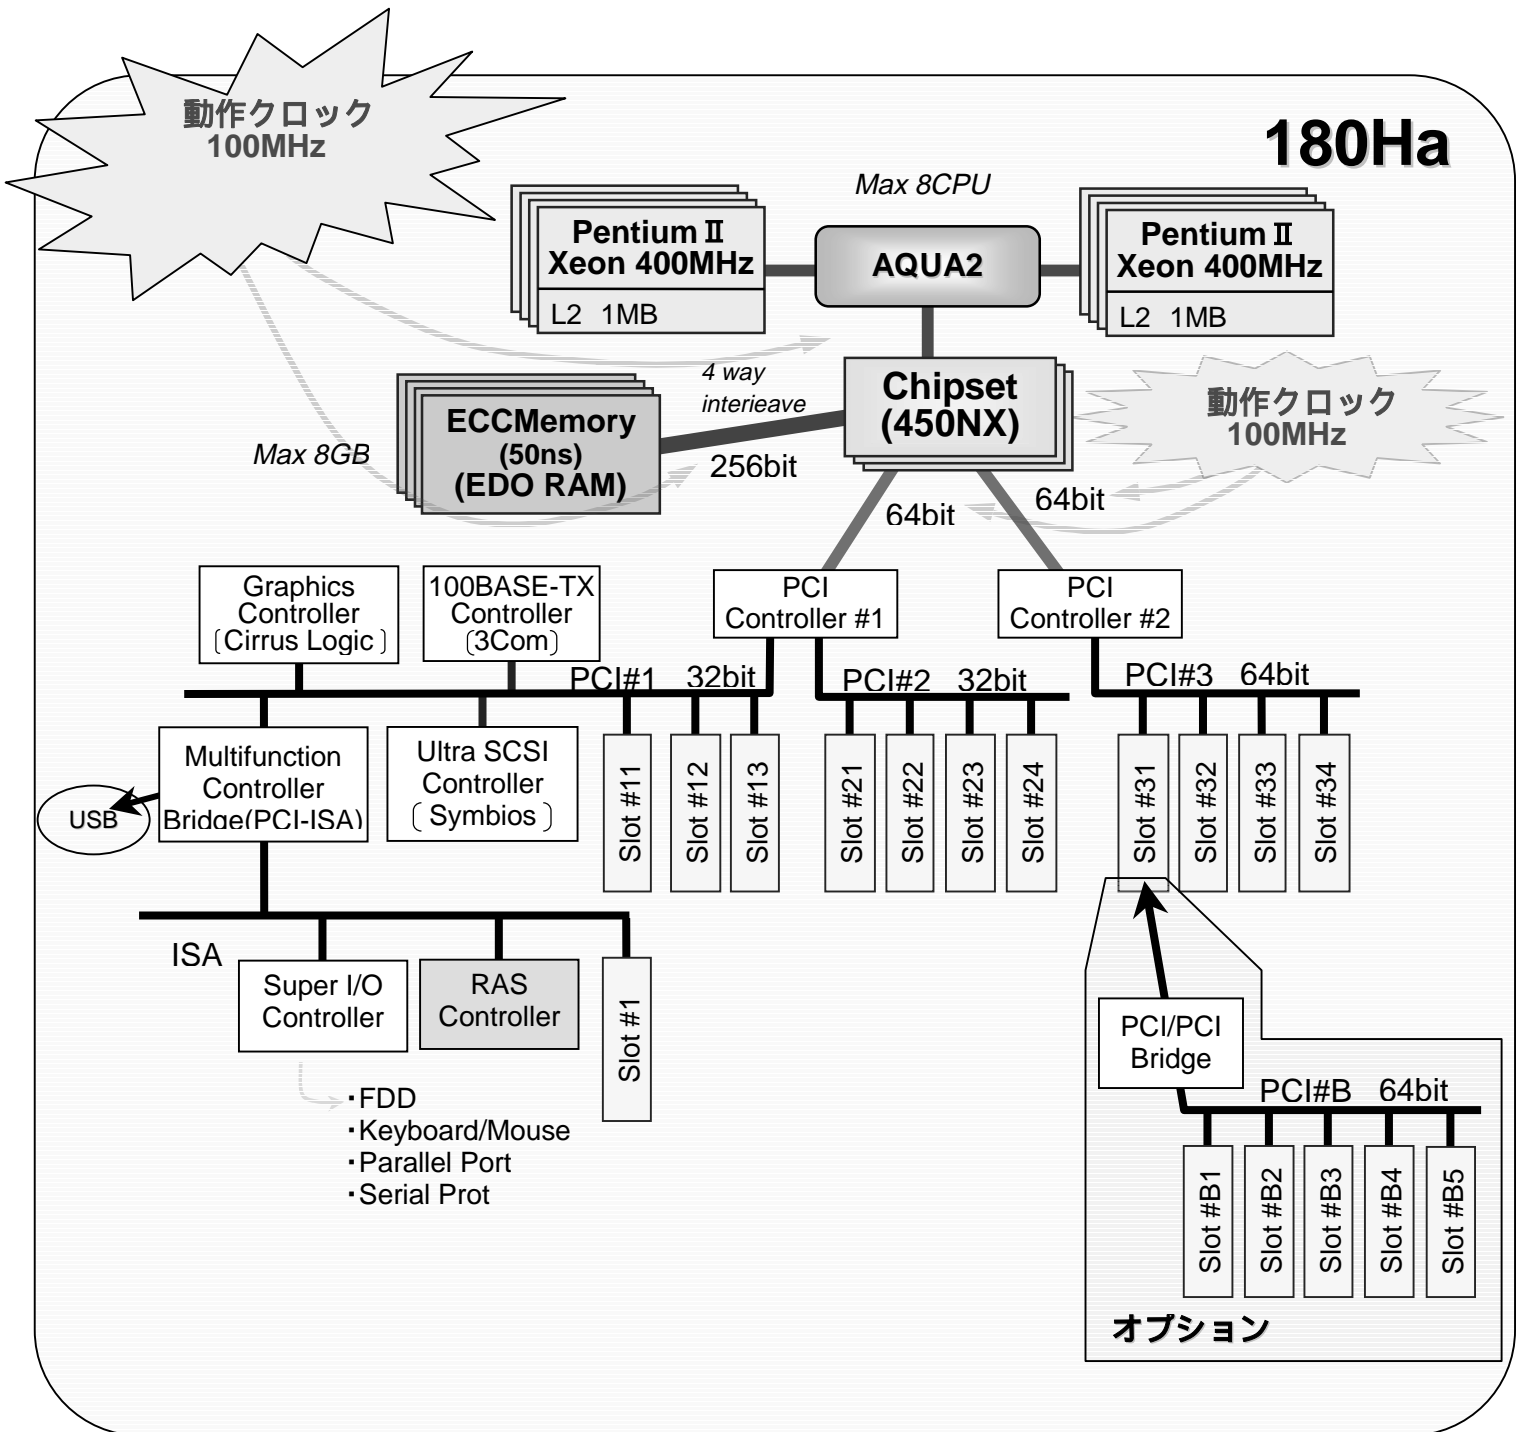 動作クロック
100MHz
180Ha
Max 8CPU
Pentium Ⅱ
Xeon 400MHz
L2 1MB
AQUA2
Pentium Ⅱ
Xeon 400MHz
L2 1MB
4 way
interieave
Chipset
(450NX)
動作クロック
100MHz
ECCMemory
(50ns)
(EDO RAM)
Max 8GB
256bit
64bit
64bit
Graphics
Controller
〔Cirrus Logic〕
100BASE-TX
Controller
〔3Com〕
PCI
Controller #1
PCI
Controller #2
PCI#1 32bit
PCI#2 32bit
PCI#3 64bit
Multifunction
Controller
Bridge(PCI-ISA)
USB
Ultra SCSI
Controller
〔Symbios〕
Slot #11
Slot #12
Slot #13
Slot #21
Slot #22
Slot #23
Slot #24
Slot #31
Slot #32
Slot #33
Slot #34
ISA
Super I/O
Controller
RAS
Controller
Slot #1
・FDD
・Keyboard/Mouse
・Parallel Port
・Serial Prot
PCI/PCI
Bridge
PCI#B 64bit
Slot #B1
Slot #B2
Slot #B3
Slot #B4
Slot #B5
オプション